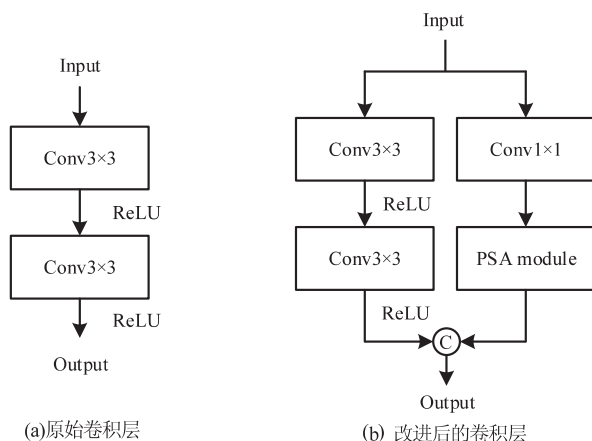 Input
Conv3×3
ReLU
Conv3×3
ReLU
Output
(a)原始卷积层
Input
Conv3×3
Conv1×1
ReLU
Conv3×3
PSA module
ReLU
C
Output
(b) 改进后的卷积层